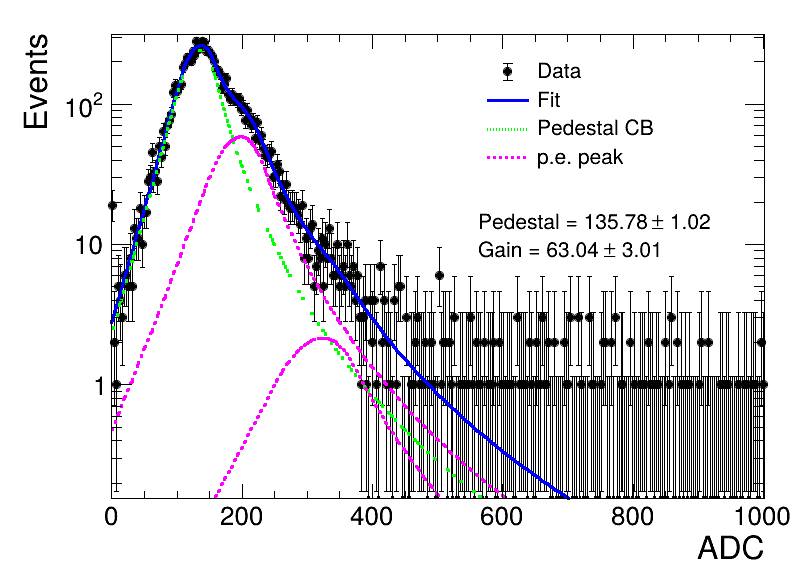 Events
10²
10
1
Data
Fit
Pedestal CB
p.e. peak
Pedestal = 135.78 ± 1.02
Gain = 63.04 ± 3.01
0 200 400 600 800 1000
ADC